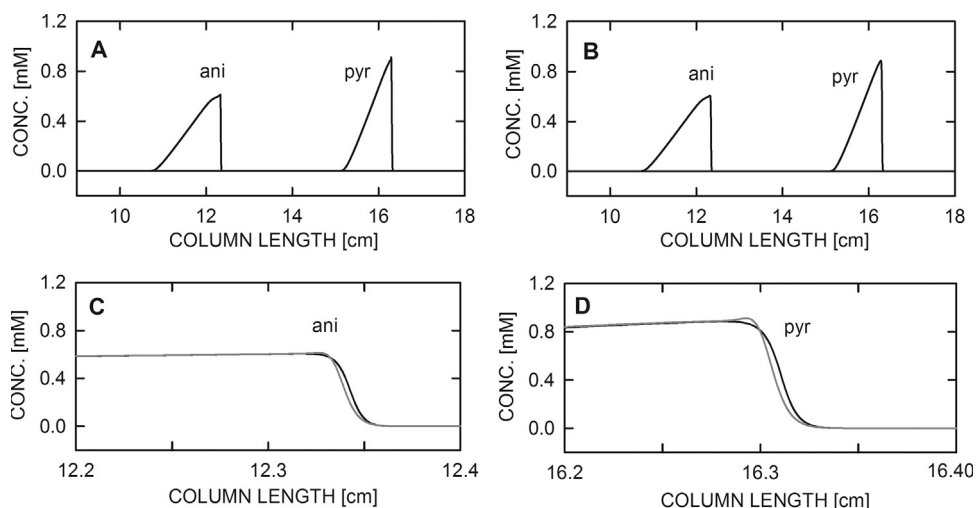 A
ani
pyr
CONC. [mM]
1.2
0.8
0.4
0.0
10 12 14 16 18
COLUMN LENGTH [cm]
B
ani
pyr
CONC. [mM]
1.2
0.8
0.4
0.0
10 12 14 16 18
COLUMN LENGTH [cm]
C
ani
CONC. [mM]
1.2
0.8
0.4
0.0
12.2 12.3 12.4
COLUMN LENGTH [cm]
D
pyr
CONC. [mM]
1.2
0.8
0.4
0.0
16.2 16.3 16.40
COLUMN LENGTH [cm]